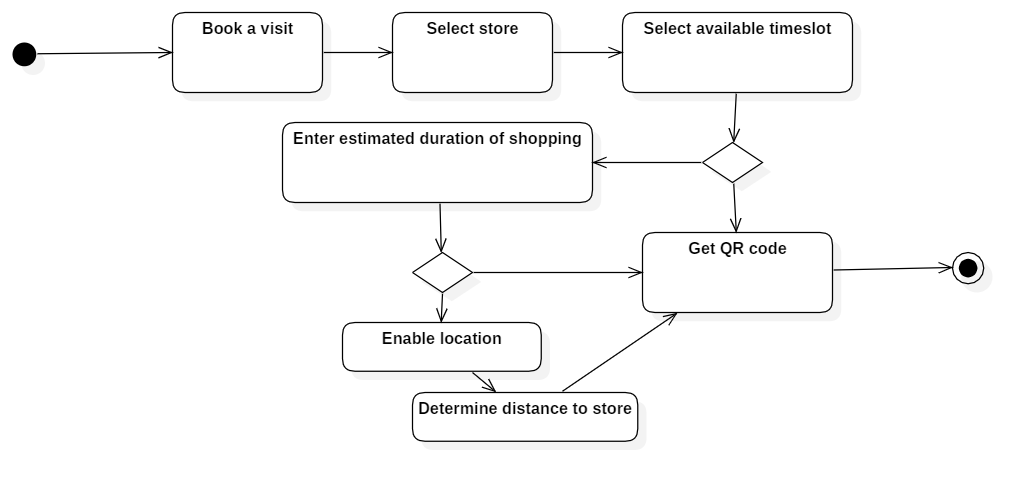 Book a visit
Select store
Select available timeslot
Enter estimated duration of shopping
Get QR code
Enable location
Determine distance to store